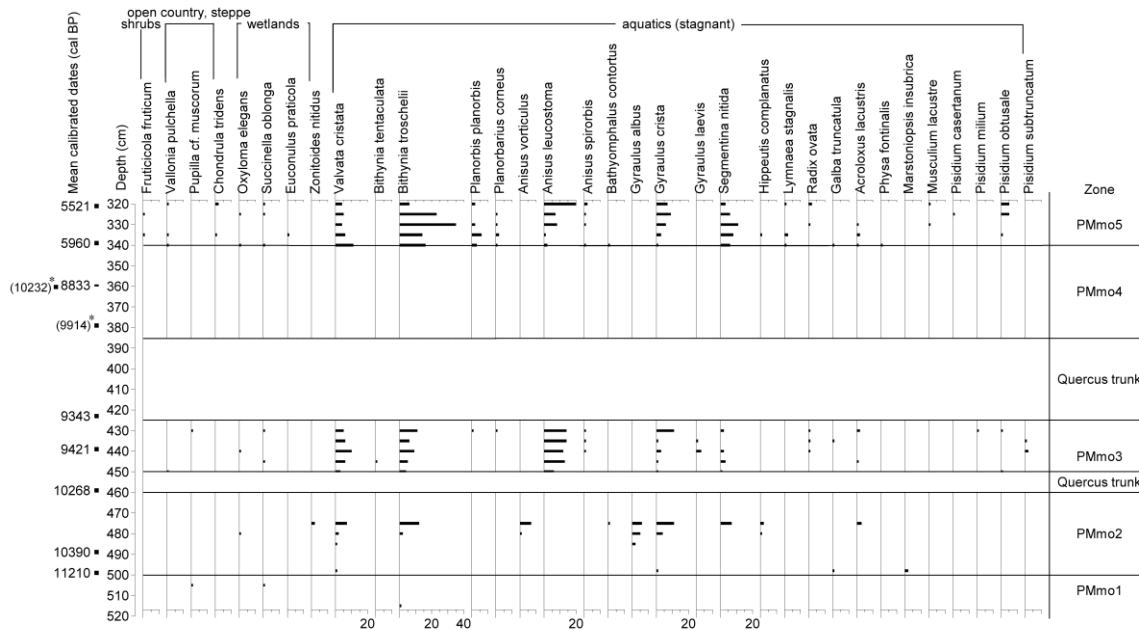 open country, steppe
shrubs
wetlands
aquatics (stagnant)
Mean calibrated dates (cal BP)
Depth (cm)
Fruticicola fruticum
Vallonia pulchella
Pupilla cf. muscorum
Chondrula tridens
Oxyloma elegans
Succinella oblonga
Euconulus praticola
Zonitoides nitidus
Valvata cristata
Bithynia tentaculata
Bithynia troschelii
Planorbis planorbis
Planorbarius corneus
Anisus vorticulus
Anisus leucostoma
Anisus spirorbis
Bathyomphalus contortus
Gyraulus albus
Gyraulus crista
Gyraulus laevis
Segmentina nitida
Hippeutis complanatus
Lymnaea stagnalis
Radix ovata
Galba truncatula
Acroloxus lacustris
Physa fontinalis
Marstoniopsis insubrica
Musculium lacustre
Pisidium casertanum
Pisidium milium
Pisidium obtusale
Pisidium subtruncatum
Zone
5521
5960
(10232)*
8833
(9914)*
9343
9421
10268
10390
11210
320
330
340
350
360
370
380
390
400
410
420
430
440
450
460
475
480
490
500
510
520
PMmo5
PMmo4
Quercus trunk
PMmo3
Quercus trunk
PMmo2
PMmo1
20
20
40
20
20
20